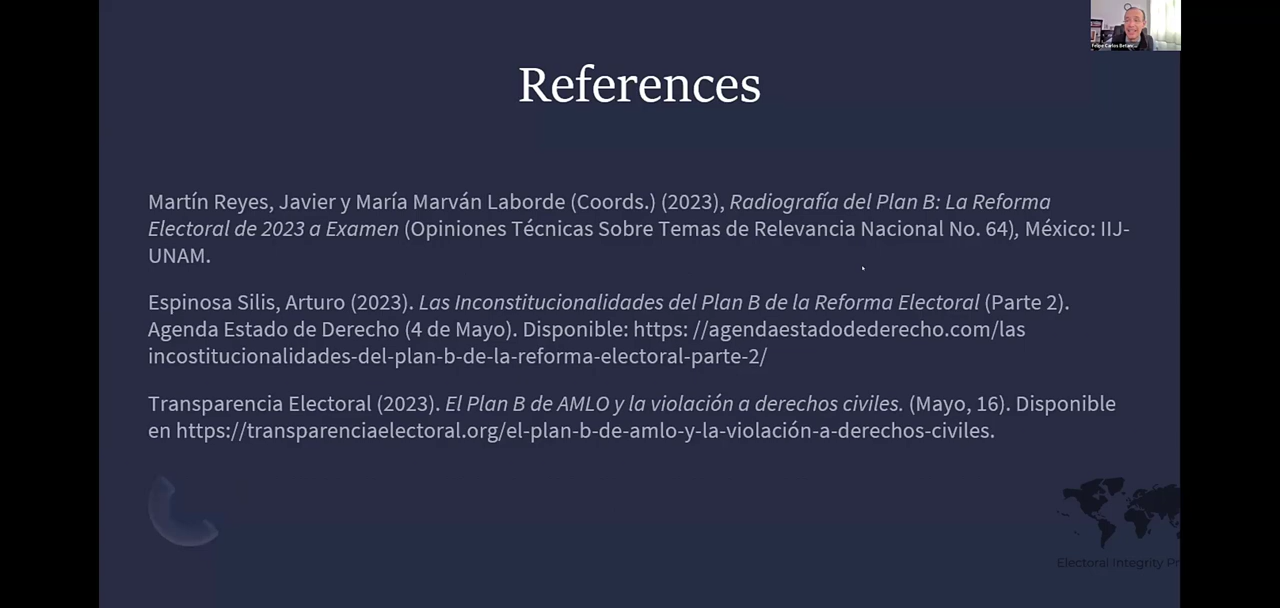 References
Martín Reyes, Javier y María Marván Laborde (Coords.) (2023), Radiografía del Plan B: La Reforma
Electoral de 2023 a Examen (Opiniones Técnicas Sobre Temas de Relevancia Nacional No. 64), México: IIJ-
UNAM.
Espinosa Silis, Arturo (2023). Las Inconstitucionalidades del Plan B de la Reforma Electoral (Parte 2).
Agenda Estado de Derecho (4 de Mayo). Disponible: https: //agendaestadodederecho.com/las
incostitucionalidades-del-plan-b-de-la-reforma-electoral-parte-2/
Transparencia Electoral (2023). El Plan B de AMLO y la violación a derechos civiles. (Mayo, 16). Disponible
en https://transparenciaelectoral.org/el-plan-b-de-amlo-y-la-violación-a-derechos-civiles.
Electoral Integrity Pr